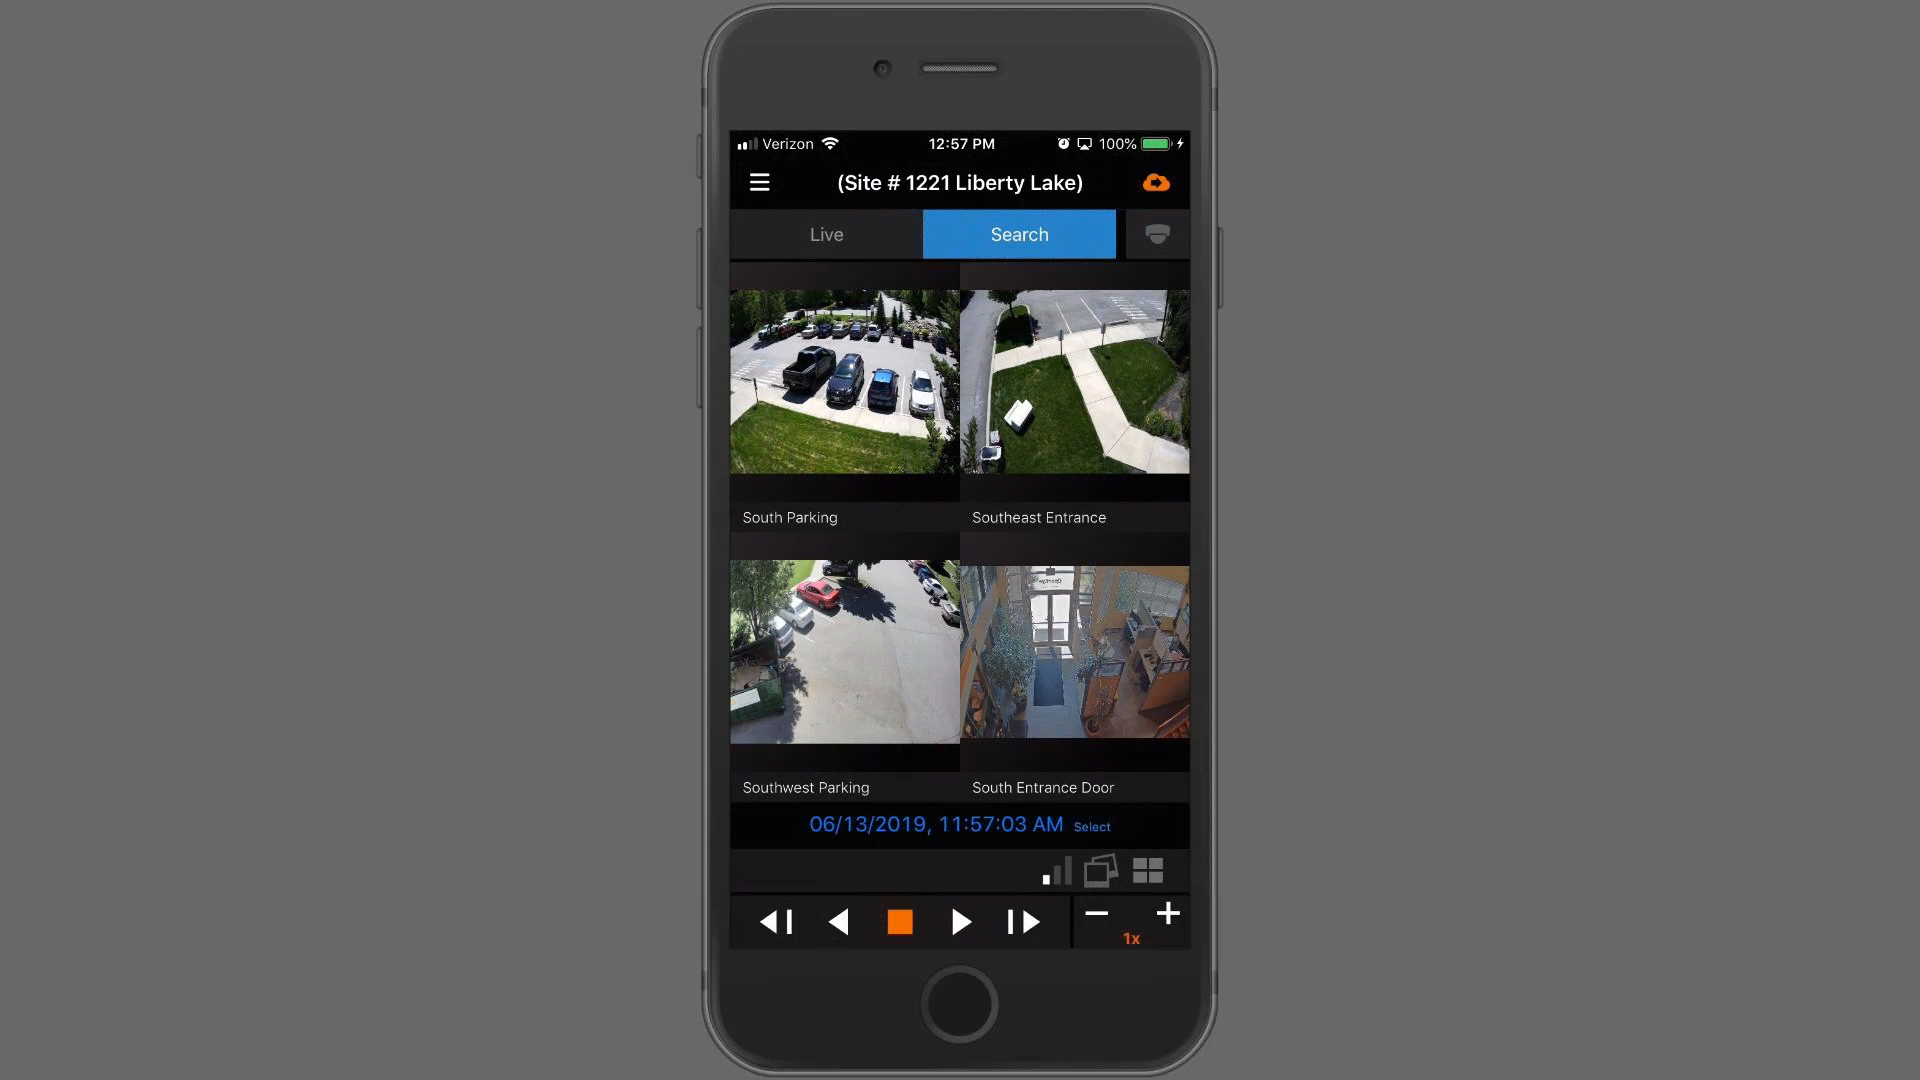 Verizon 12:57 PM 100%
(Site # 1221 Liberty Lake)
Live Search
South Parking
Southeast Entrance
Southwest Parking
South Entrance Door
06/13/2019, 11:57:03 AM Select
1x